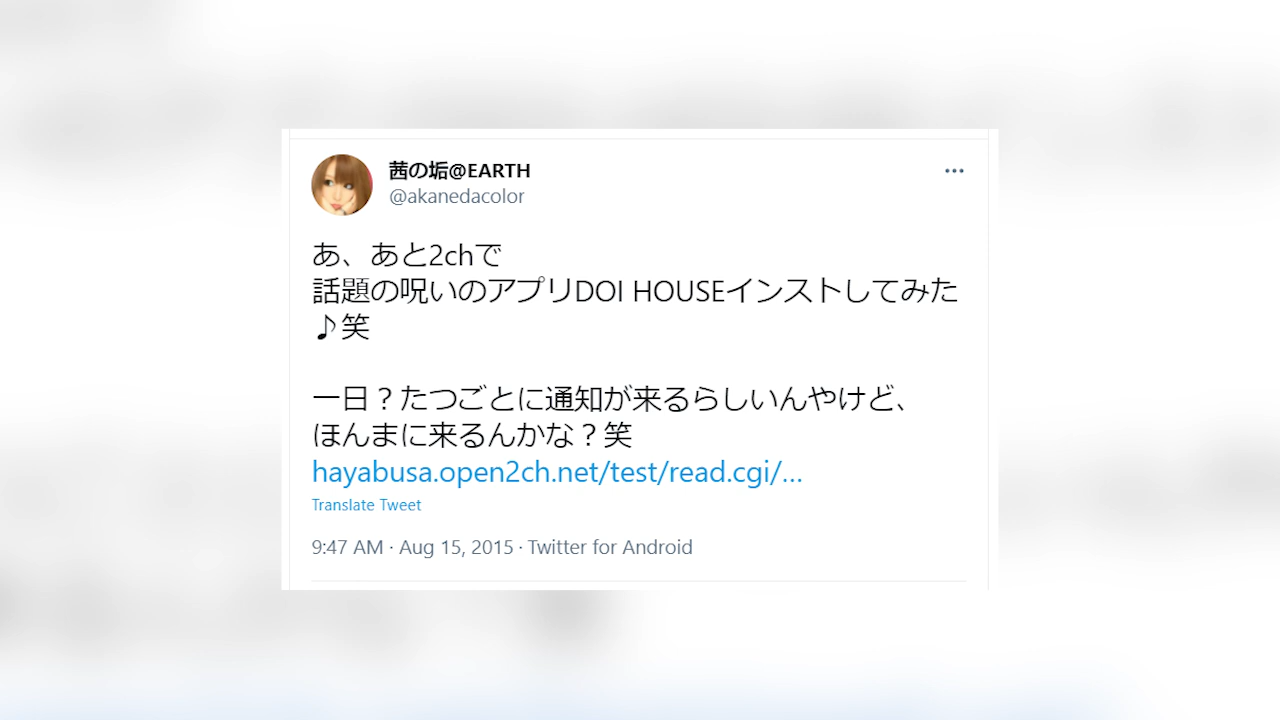 茜の垢@EARTH
@akanedacolor
あ、あと2chで
話題の呪いのアプリDOI HOUSEインストしてみた
♪笑
一日？たつごとに通知が来るらしいんやけど、
ほんまに来るんかな？笑
hayabusa.open2ch.net/test/read.cgi/…
Translate Tweet
9:47 AM · Aug 15, 2015 · Twitter for Android